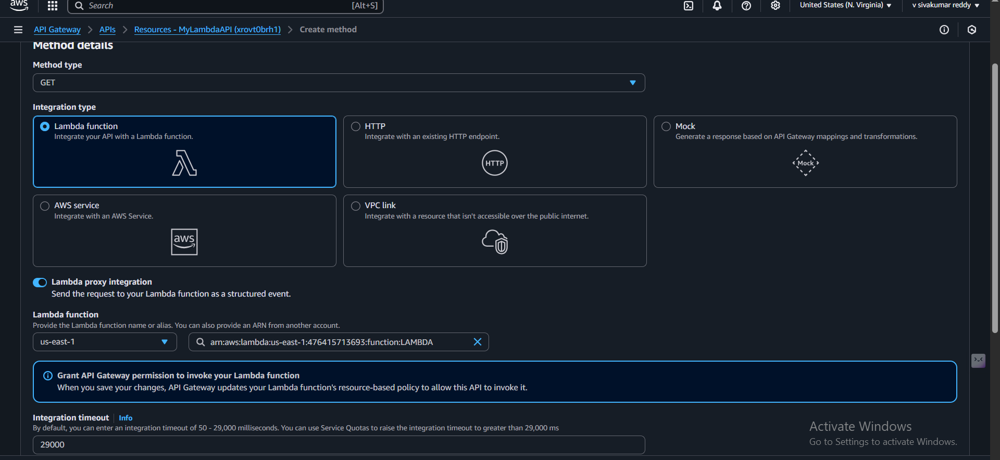 aws
Search [Alt+S]
United States (N. Virginia) v sivakumar reddy
API Gateway APIs Resources - MyLambdaAPI (xrovt0brh1) Create method
Method details
Method type
GET
Integration type
Lambda function
Integrate your API with a Lambda function.
HTTP
Integrate with an existing HTTP endpoint.
HTTP
Mock
Generate a response based on API Gateway mappings and transformations.
Mock
AWS service
Integrate with an AWS Service.
aws
VPC link
Integrate with a resource that isn't accessible over the public internet.
Lambda proxy integration
Send the request to your Lambda function as a structured event.
Lambda function
Provide the Lambda function name or alias. You can also provide an ARN from another account.
us-east-1 arn:aws:lambda:us-east-1:476415713693:function:LAMBDA
Grant API Gateway permission to invoke your Lambda function
When you save your changes, API Gateway updates your Lambda function's resource-based policy to allow this API to invoke it.
Integration timeout Info
By default, you can enter an integration timeout of 50 - 29,000 milliseconds. You can use Service Quotas to raise the integration timeout to greater than 29,000 ms
29000
Activate Windows
Go to Settings to activate Windows.